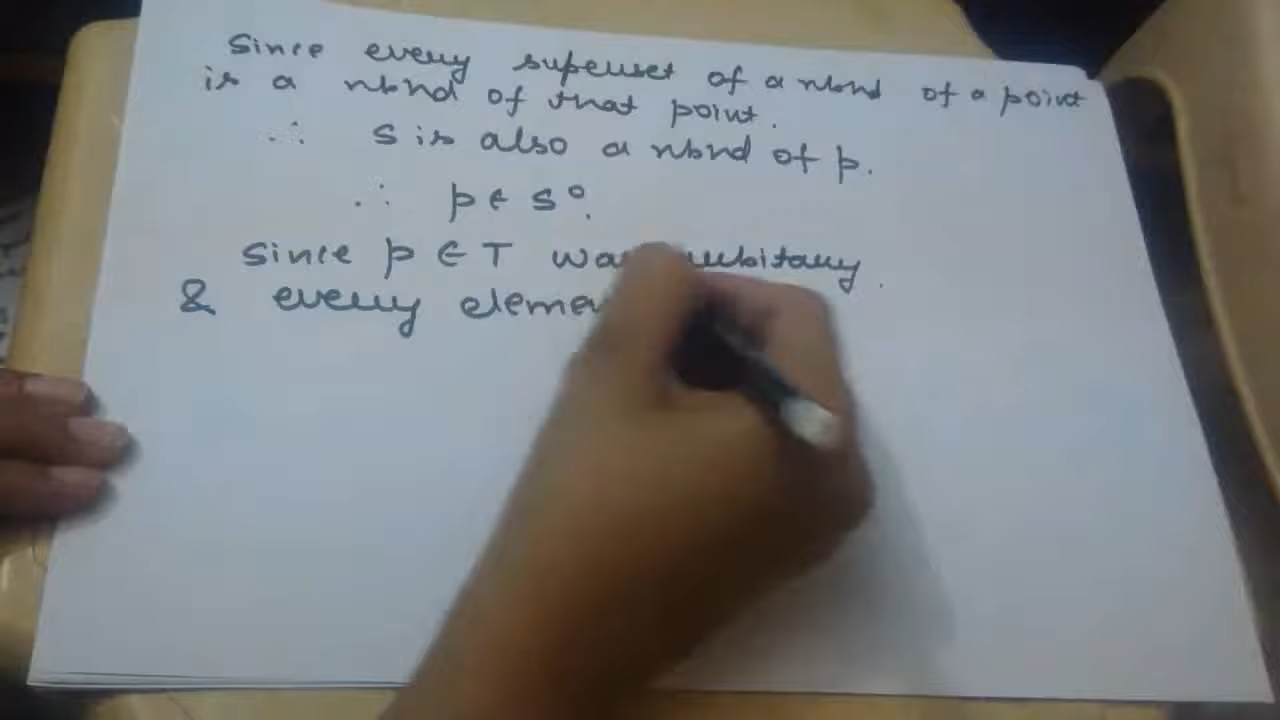 Since every superset of a nbhd of a point
is a nbhd of that point.
∴ S is also a nbhd of p.
∴ p ∈ S°.
Since p ∈ T was arbitary.
& every elemen